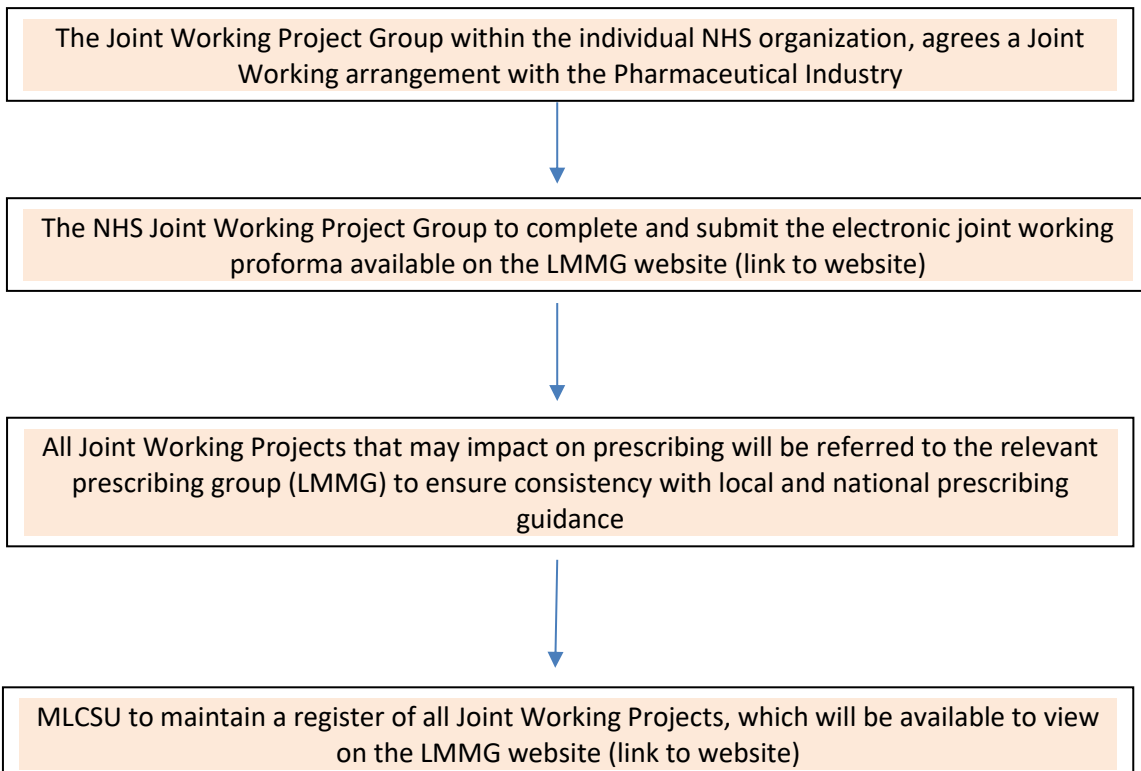 The Joint Working Project Group within the individual NHS organization, agrees a Joint
Working arrangement with the Pharmaceutical Industry
The NHS Joint Working Project Group to complete and submit the electronic joint working
proforma available on the LMMG website (link to website)
All Joint Working Projects that may impact on prescribing will be referred to the relevant
prescribing group (LMMG) to ensure consistency with local and national prescribing
guidance
MLCSU to maintain a register of all Joint Working Projects, which will be available to view
on the LMMG website (link to website)